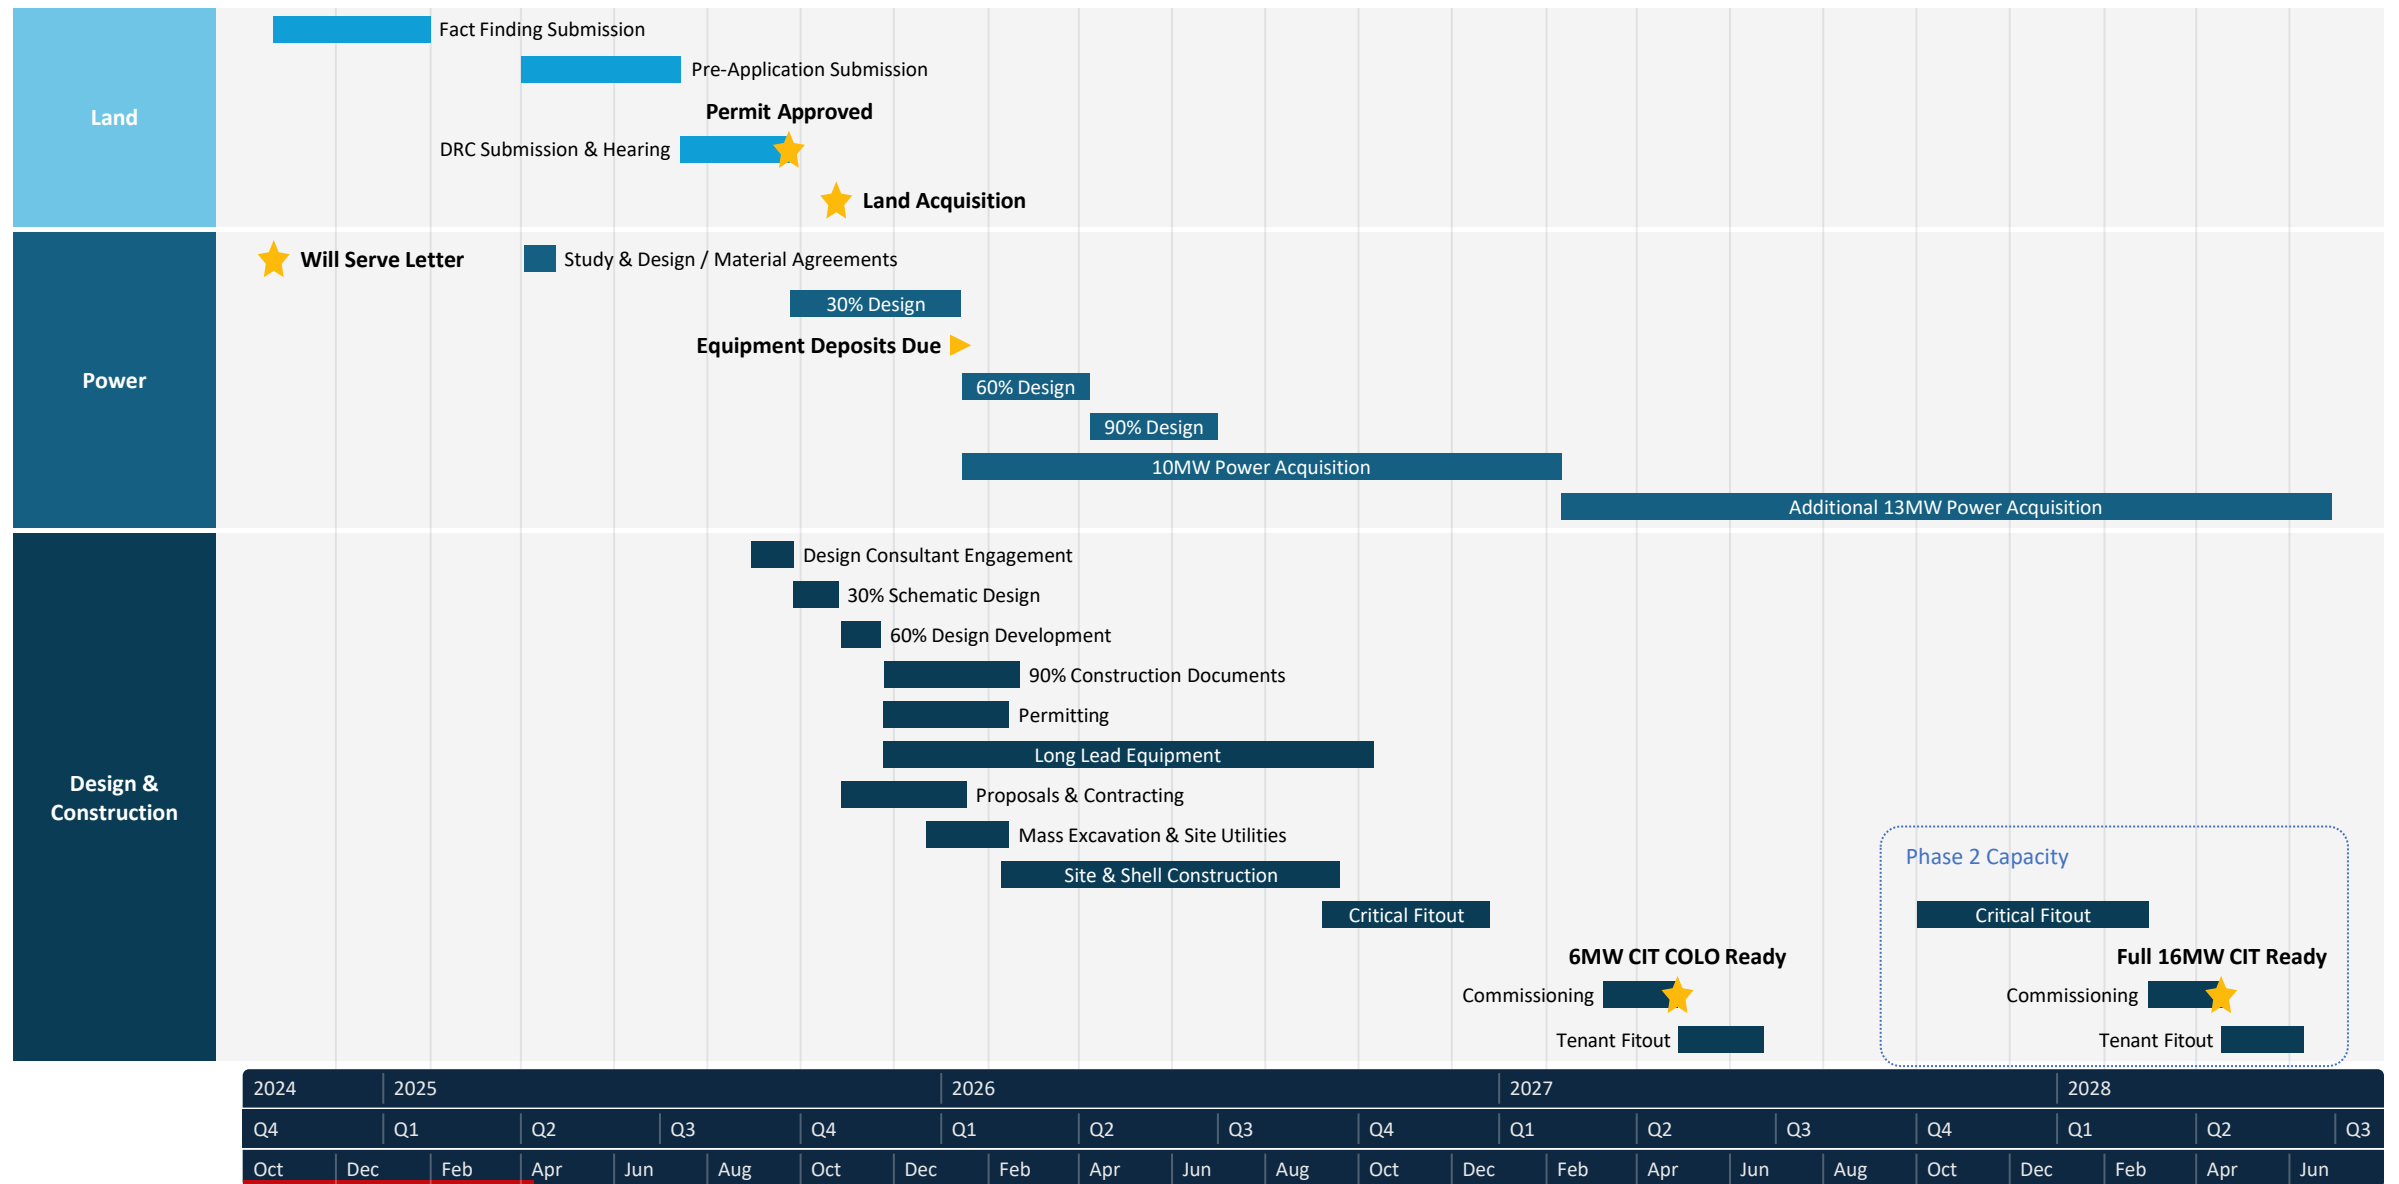 Land
Fact Finding Submission
Pre-Application Submission
Permit Approved
DRC Submission & Hearing
Land Acquisition
Power
Will Serve Letter
Study & Design / Material Agreements
30% Design
Equipment Deposits Due
60% Design
90% Design
10MW Power Acquisition
Additional 13MW Power Acquisition
Design &
Construction
Design Consultant Engagement
30% Schematic Design
60% Design Development
90% Construction Documents
Permitting
Long Lead Equipment
Proposals & Contracting
Mass Excavation & Site Utilities
Site & Shell Construction
Critical Fitout
6MW CIT COLO Ready
Commissioning
Tenant Fitout
Phase 2 Capacity
Critical Fitout
Full 16MW CIT Ready
Commissioning
Tenant Fitout
2024 2025 2026 2027 2028
Q4 Q1 Q2 Q3 Q4 Q1 Q2 Q3 Q4 Q1 Q2 Q3 Q4 Q1 Q2 Q3
Oct Dec Feb Apr Jun Aug Oct Dec Feb Apr Jun Aug Oct Dec Feb Apr Jun Aug Oct Dec Feb Apr Jun